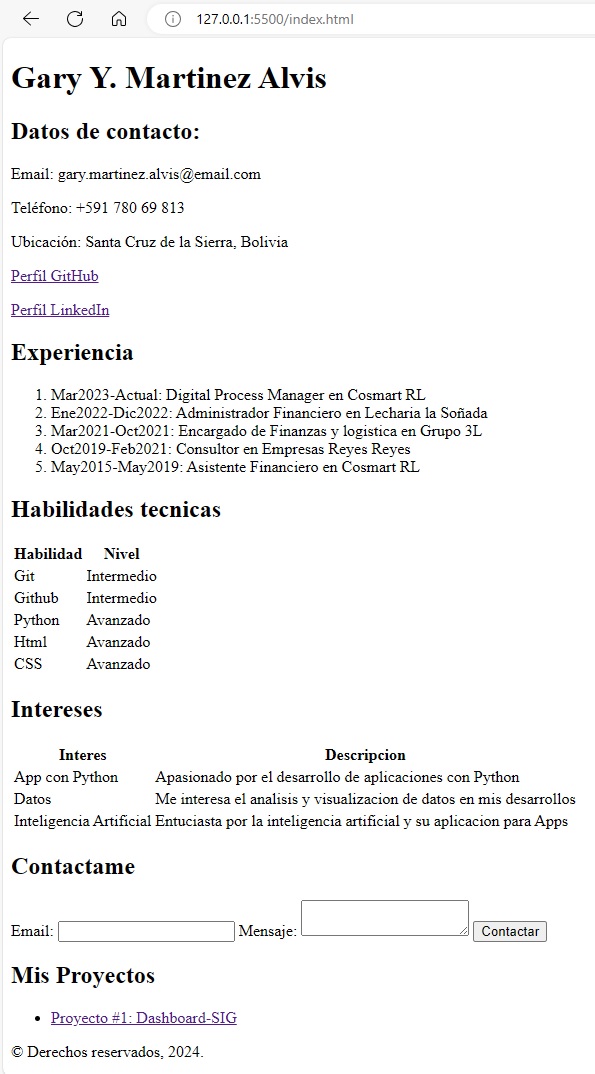 127.0.0.1:5500/index.html
Gary Y. Martinez Alvis
Datos de contacto:
Email: gary.martinez.alvis@email.com
Teléfono: +591 780 69 813
Ubicación: Santa Cruz de la Sierra, Bolivia
Perfil GitHub
Perfil LinkedIn
Experiencia
1. Mar2023-Actual: Digital Process Manager en Cosmart RL
2. Ene2022-Dic2022: Administrador Financiero en Lecharia la Soñada
3. Mar2021-Oct2021: Encargado de Finanzas y logistica en Grupo 3L
4. Oct2019-Feb2021: Consultor en Empresas Reyes Reyes
5. May2015-May2019: Asistente Financiero en Cosmart RL
Habilidades tecnicas
Habilidad Nivel
Git Intermedio
Github Intermedio
Python Avanzado
Html Avanzado
CSS Avanzado
Intereses
Interes Descripcion
App con Python Apasionado por el desarrollo de aplicaciones con Python
Datos Me interesa el analisis y visualizacion de datos en mis desarrollos
Inteligencia Artificial Entuciasta por la inteligencia artificial y su aplicacion para Apps
Contactame
Email: Mensaje: Contactar
Mis Proyectos
• Proyecto #1: Dashboard-SIG
© Derechos reservados, 2024.